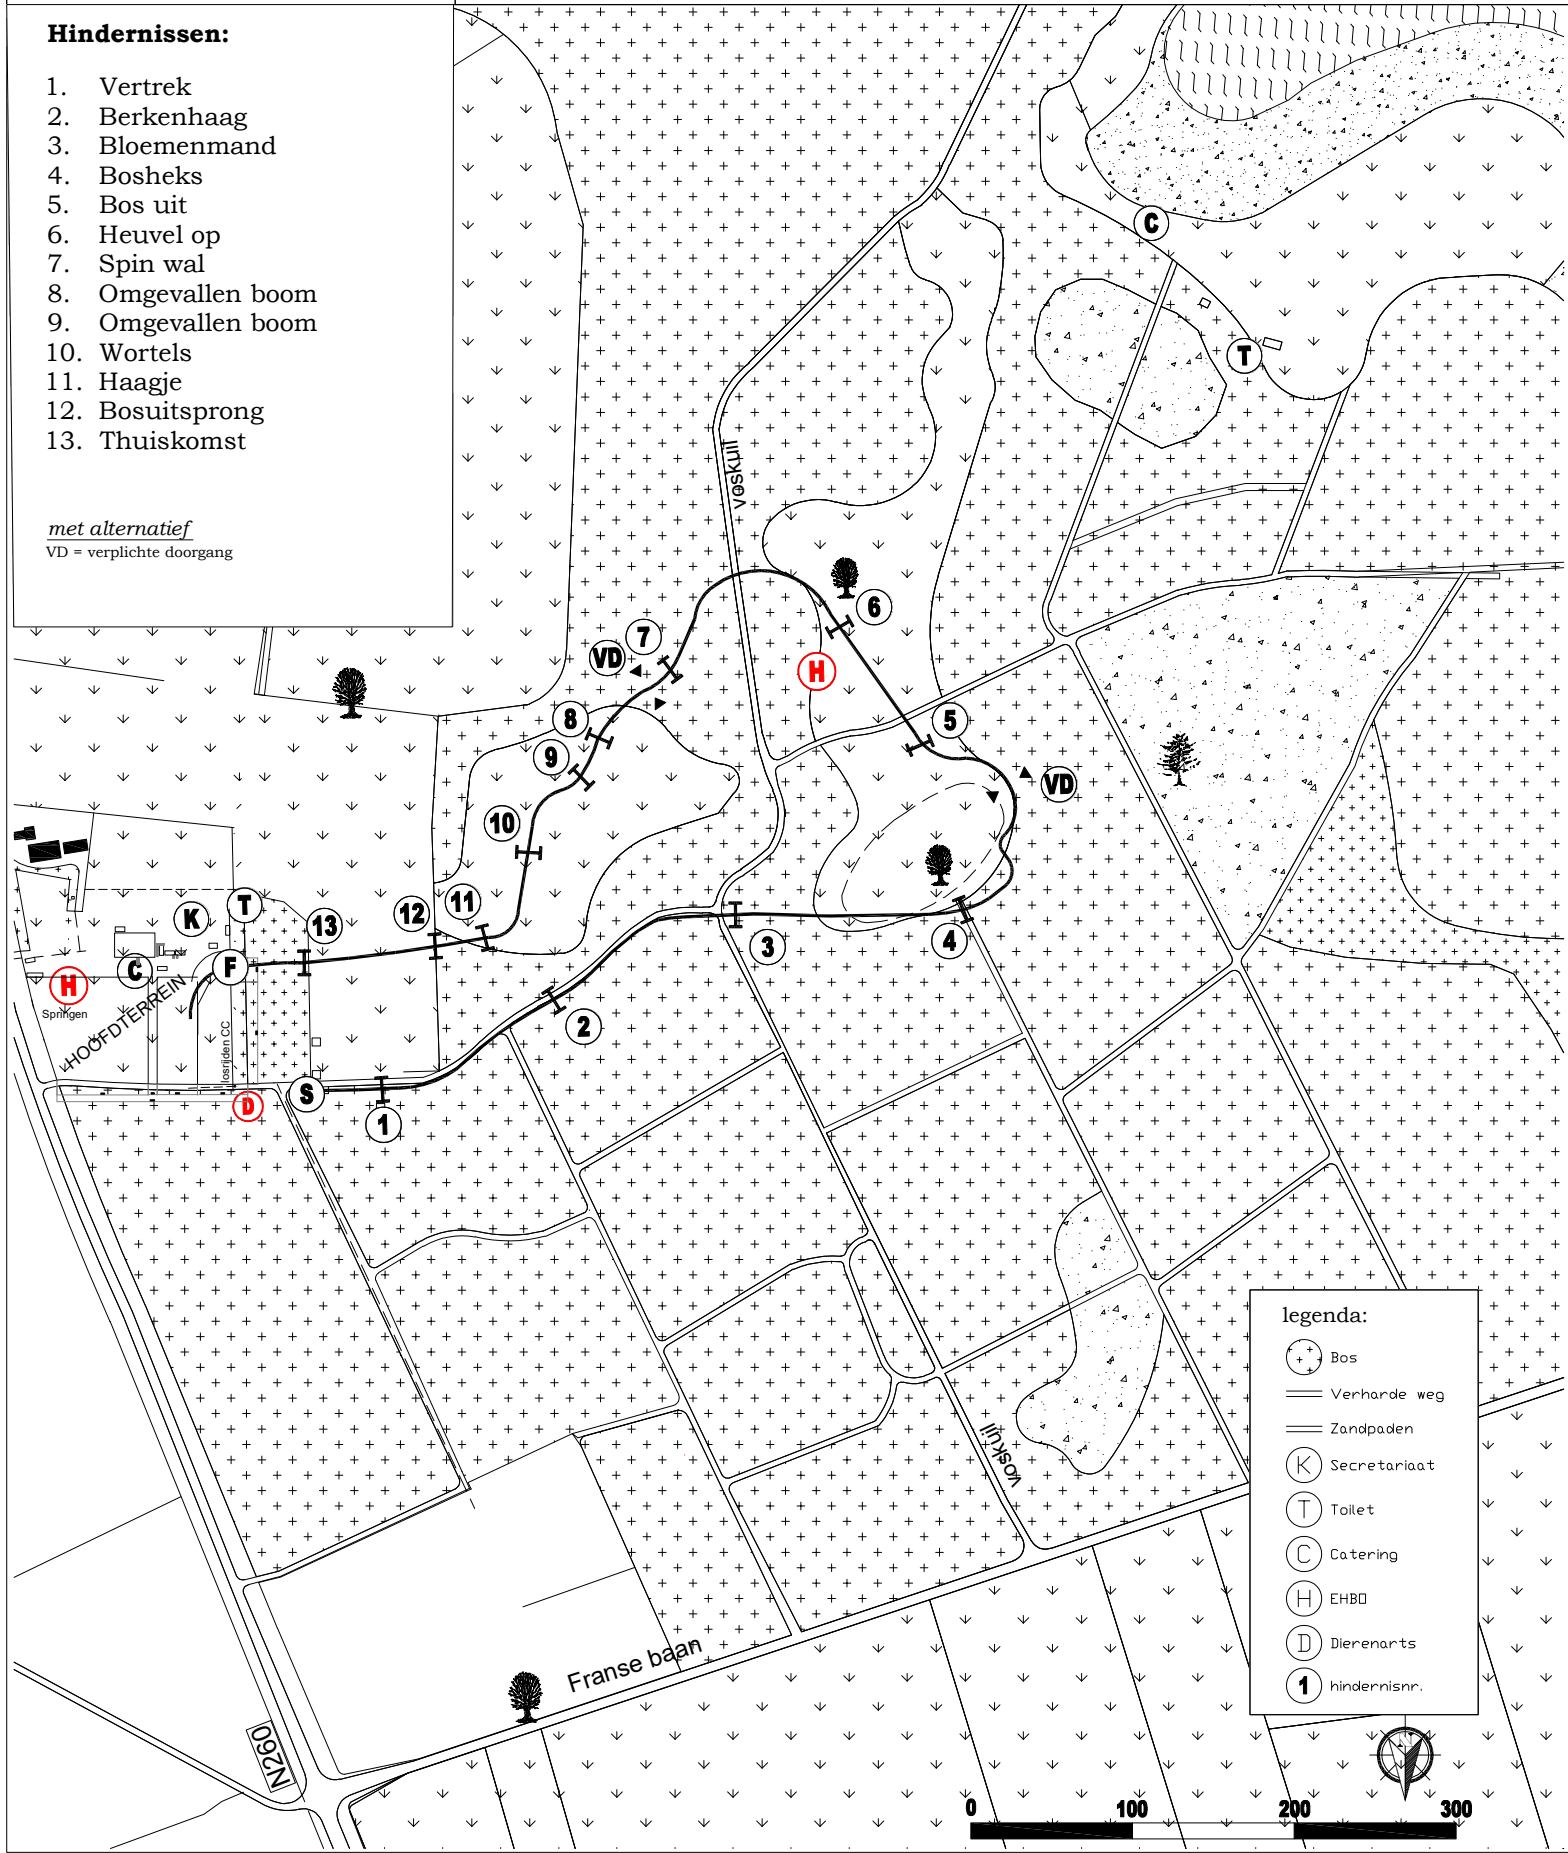 Hindernissen:
1. Vertrek
2. Berkenhaag
3. Bloemenmand
4. Bosheks
5. Bos uit
6. Heuvel op
7. Spin wal
8. Omgevallen boom
9. Omgevallen boom
10. Wortels
11. Haagje
12. Bosuitsprong
13. Thuiskomst
met alternatief
VD = verplichte doorgang
C
T
voskuil
6
7
VD
H
8
5
9
VD
10
11
12
T
K
13
3
4
F
C
H
Springen
HOOFDTERREIN
losrijden CC
2
S
D
1
voskuil
Franse baan
N260
legenda:
Bos
Verharde weg
Zandpaden
K Secretariaat
T Toilet
C Catering
H EHBO
D Dierenarts
1 hindernisnr.
N
0 100 200 300